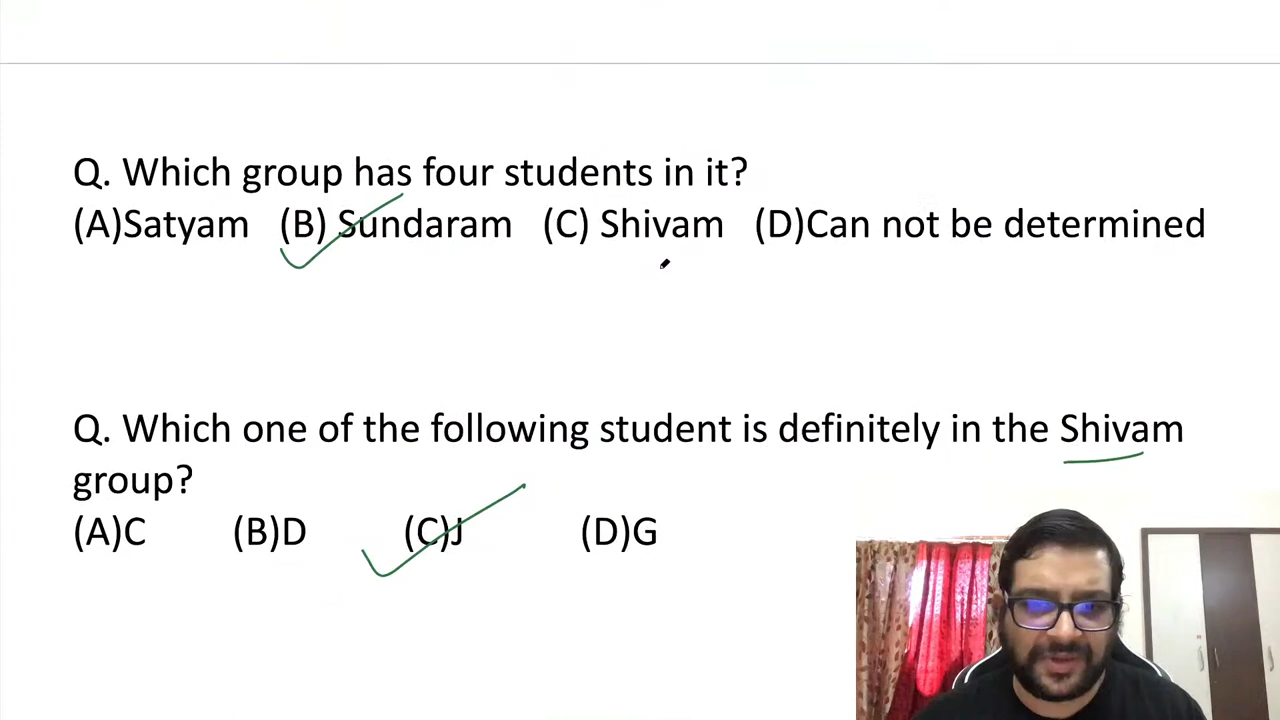 Q. Which group has four students in it?
(A)Satyam (B) Sundaram (C) Shivam (D)Can not be determined
Q. Which one of the following student is definitely in the Shivam
group?
(A)C (B)D (C)J (D)G